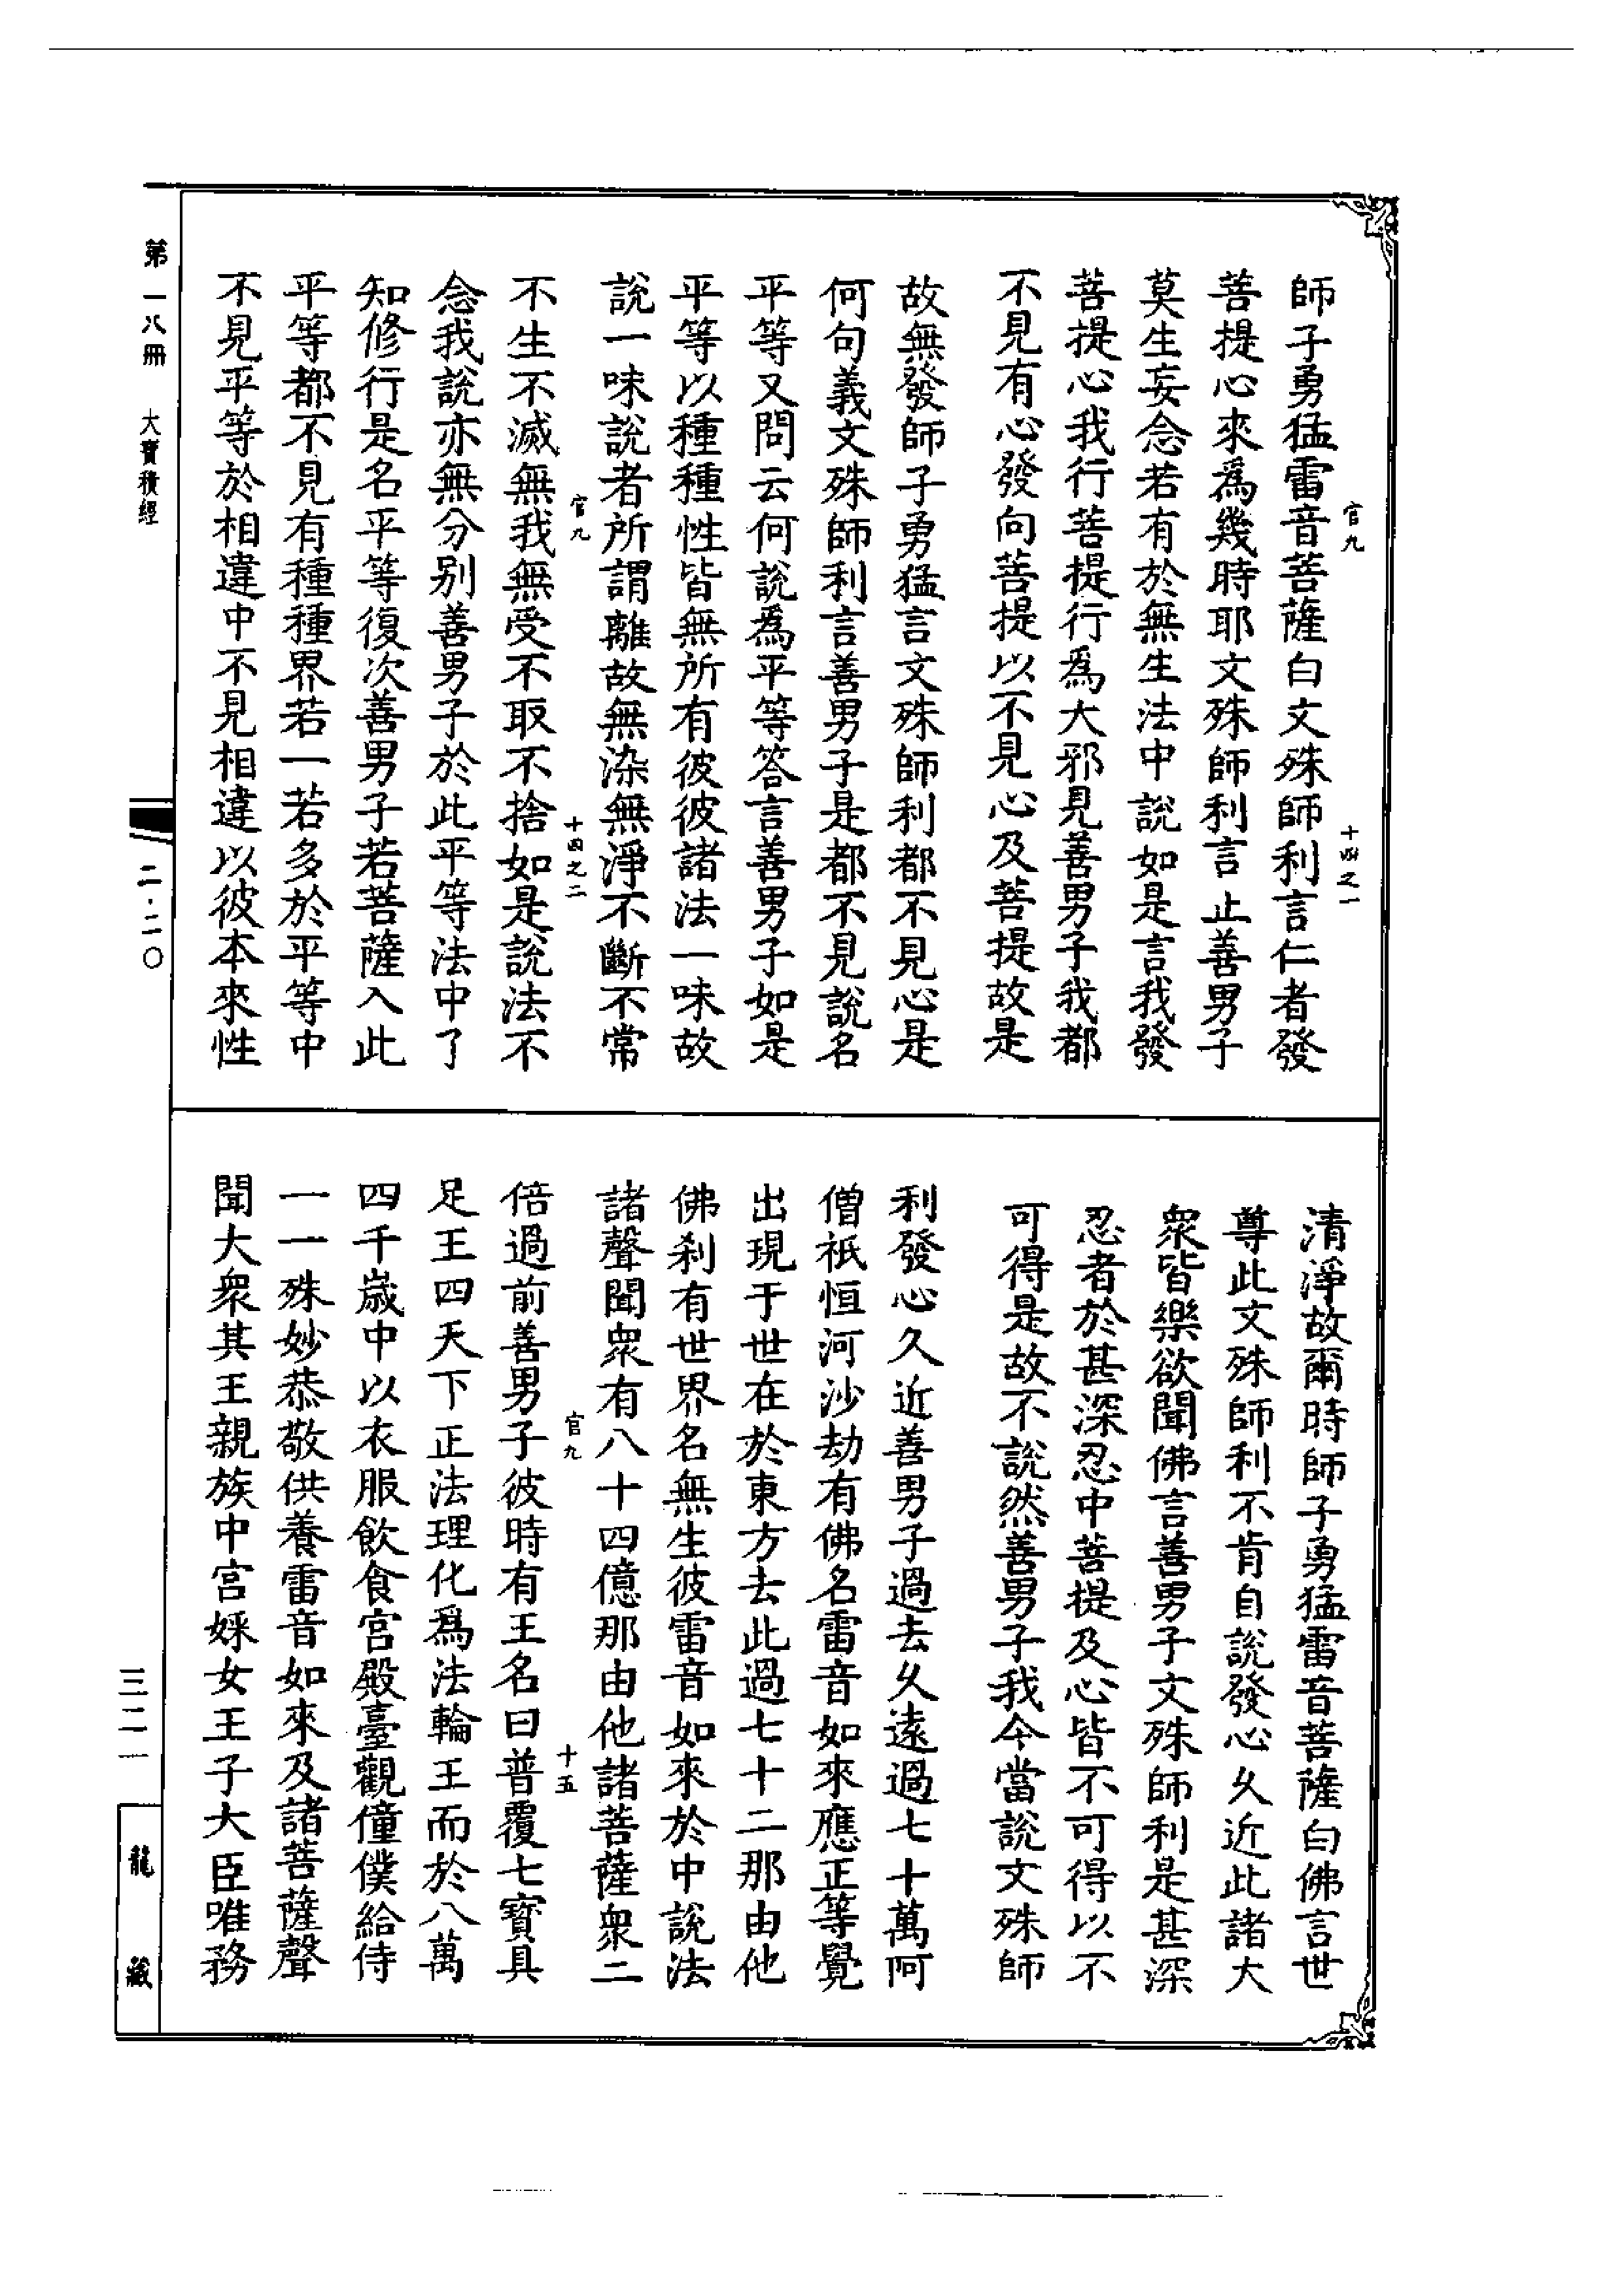 官九
十四之一
師子勇猛雷音菩薩白文殊師利言仁者發
菩提心來爲幾時耶文殊師利言止善男子
莫生妄念若有於無生法中說如是言我發
菩提心我行菩提行爲大邪見善男子我都
不見有心發向菩提以不見心及菩提故是
故無發師子勇猛言文殊師利都不見心是
何句義文殊師利言善男子是都不見說名
平等又問云何說爲平等答言善男子如是
平等以種種性皆無所有彼彼諸法一味故
說一味說者所謂離故無染無淨不斷不常
官九
十四之二
不生不滅無我無受不取不捨如是說法不
念我說亦無分別善男子於此平等法中了
知修行是名平等復次善男子若菩薩入此
平等都不見有種種界若一若多於平等中
不見平等於相違中不見相違以彼本來性
清淨故爾時師子勇猛雷音菩薩白佛言世
尊此文殊師利不肯自說發心久近此諸大
衆皆樂欲聞佛言善男子文殊師利是甚深
忍者於甚深忍中菩提及心皆不可得以不
可得是故不說然善男子我今當說文殊師
利發心久近善男子過去久遠過七十萬阿
僧祇恒河沙劫有佛名雷音如來應正等覺
出現于世在於東方去此過七十二那由他
佛刹有世界名無生彼雷音如來於中說法
諸聲聞衆有八十四億那由他諸菩薩衆二
官九
十五
倍過前善男子彼時有王名曰普覆七寶具
足王四天下正法理化爲法輪王而於八萬
四千歲中以衣服飲食宮殿臺觀僮僕給侍
一一殊妙恭敬供養雷音如來及諸菩薩聲
聞大衆其王親族中宮婇女王子大臣唯務
第一八冊
大寶積經
二·二〇
三二一
龍藏